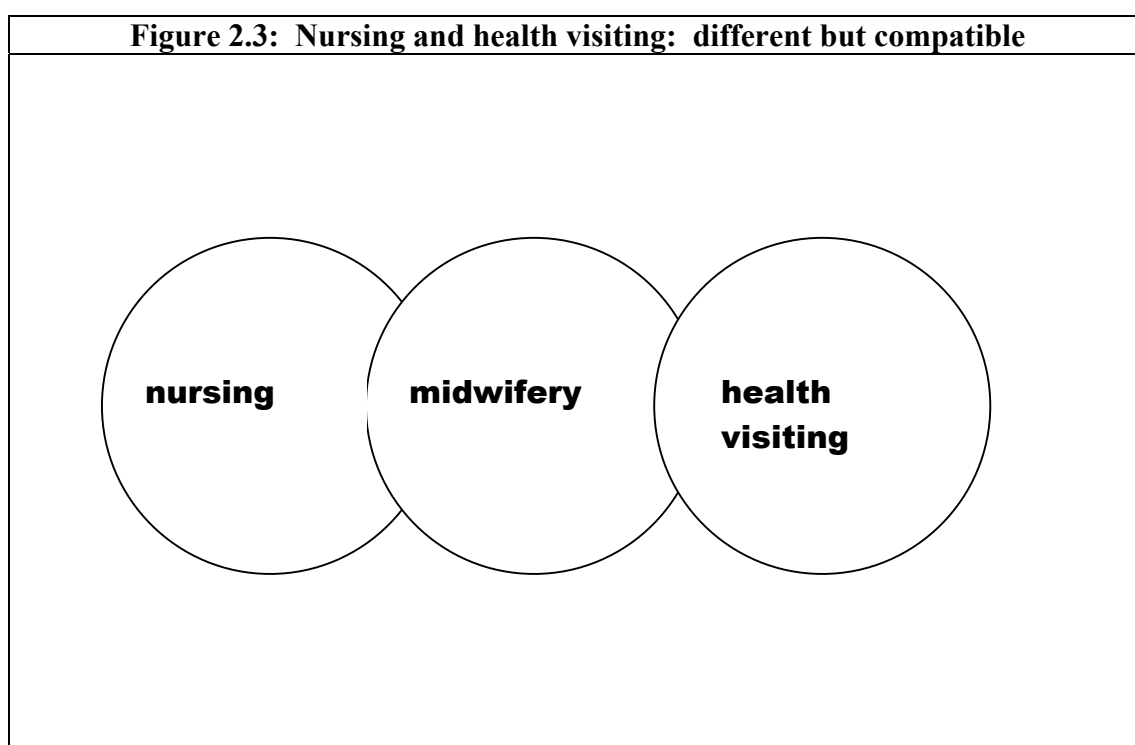 Figure 2.3: Nursing and health visiting: different but compatible
nursing
midwifery
health
visiting